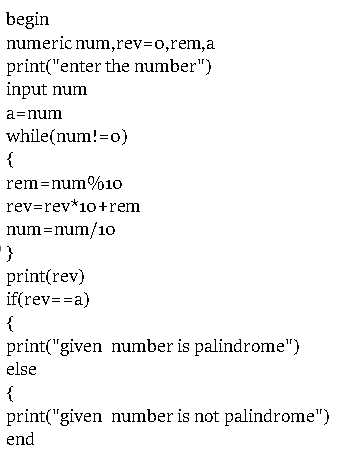 begin
numeric num,rev=0,rem,a
print("enter the number")
input num
a=num
while(num!=0)
{
rem=num%10
rev=rev*10+rem
num=num/10
}
print(rev)
if(rev==a)
{
print("given  number is palindrome")
else
{
print("given  number is not palindrome")
end